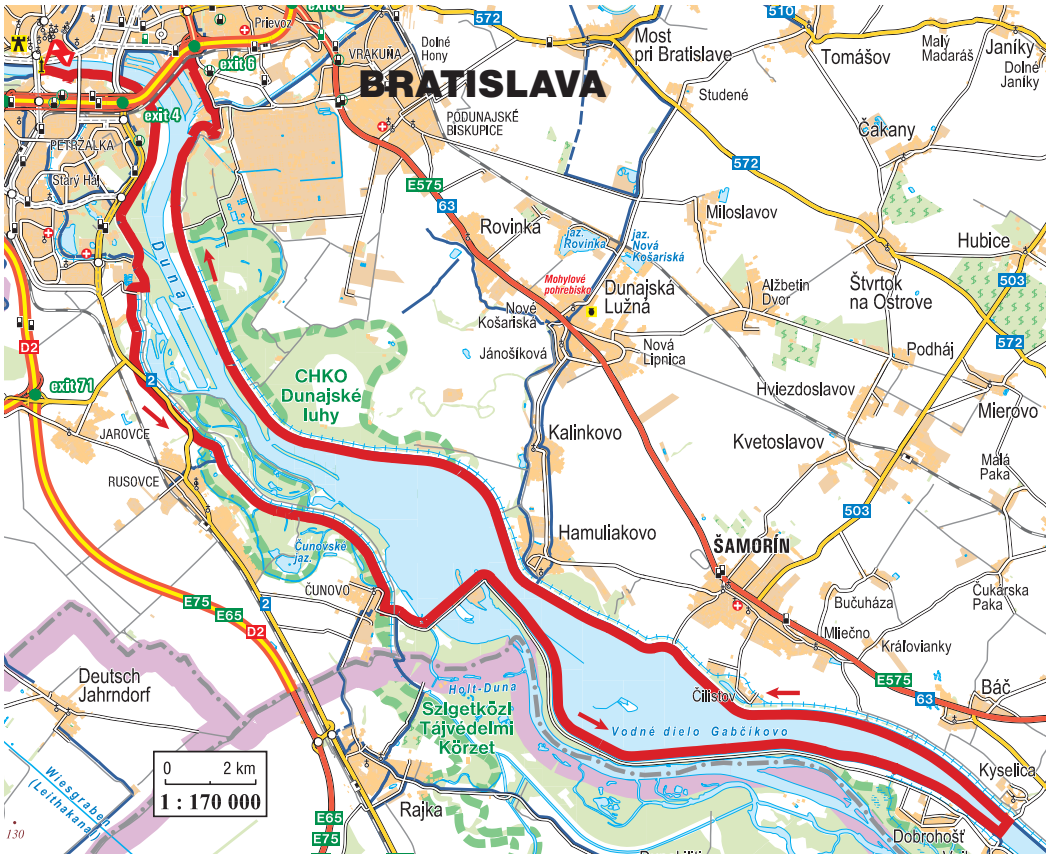 exit 8
Prievoz
572
510
Most
pri Bratislave
Tomášov
Malý
Madaráš
Janíky
Dolné
Janíky
VRAKUŇA
Dolné
Hony
exit 6
BRATISLAVA
Studené
exit 4
PODUNAJSKÉ
BISKUPICE
Čakany
PETRŽALKA
572
Starý Háj
E575
63
Miloslavov
Rovinka
jaz.
Rovinka
jaz.
Nová
Košariská
Hubice
Dunaj
503
Mohylové
pohrebisko
Dunajská
Lužná
Alžbetin
Dvor
Štvrtok
na Ostrove
Nové
Košariská
D2
Jánošíková
Nová
Lipnica
572
Podháj
exit 71
2
CHKO
Dunajské
luhy
Hviezdoslavov
Mierovo
JAROVCE
Kalinkovo
Kvetoslavov
Malá
Paka
RUSOVCE
503
Hamuliakovo
ŠAMORÍN
Čunovské
jaz.
ČUNOVO
Čukárska
Paka
E75
E65
D2
2
Bučuháza
Mliečno
Kráľovianky
Deutsch
Jahrndorf
Holt-Duna
Čilistov
E575
63
Báč
Szigetközi
Tájvédelmi
Körzet
Vodné dielo Gabčíkovo
0 2 km
1 : 170 000
Kyselica
Wiesgraben
(Leithakanal)
Rajka
130
E65
E75
Dobrohošť